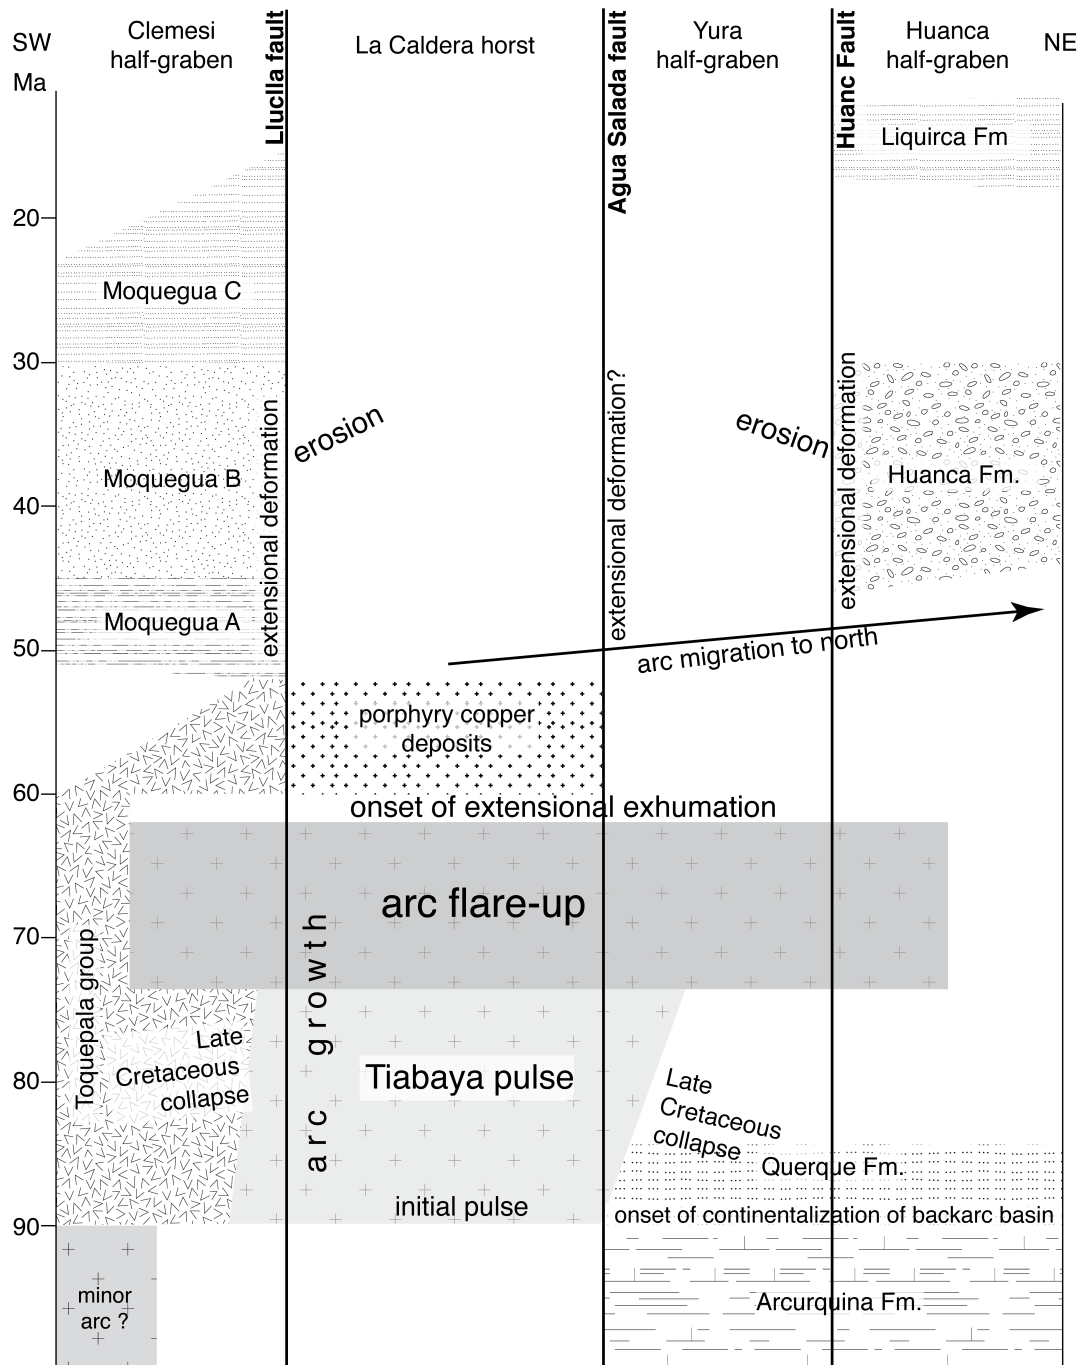 SW
Ma
Clemesi
half-graben
Lluclla fault
La Caldera horst
Agua Salada fault
Yura
half-graben
Huanc Fault
Huanca
half-graben
NE
Liquirca Fm
20
Moquegua C
30
erosion
erosion
extensional deformation
extensional deformation?
extensional deformation
Moquegua B
Huanca Fm.
40
Moquegua A
50
arc migration to north
porphyry copper
deposits
60
onset of extensional exhumation
arc flare-up
70
Toquepala group
arc growth
Late
Cretaceous
collapse
80
Tiabaya pulse
Late
Cretaceous
collapse
Querque Fm.
initial pulse
onset of continentalization of backarc basin
90
minor
arc ?
Arcurquina Fm.